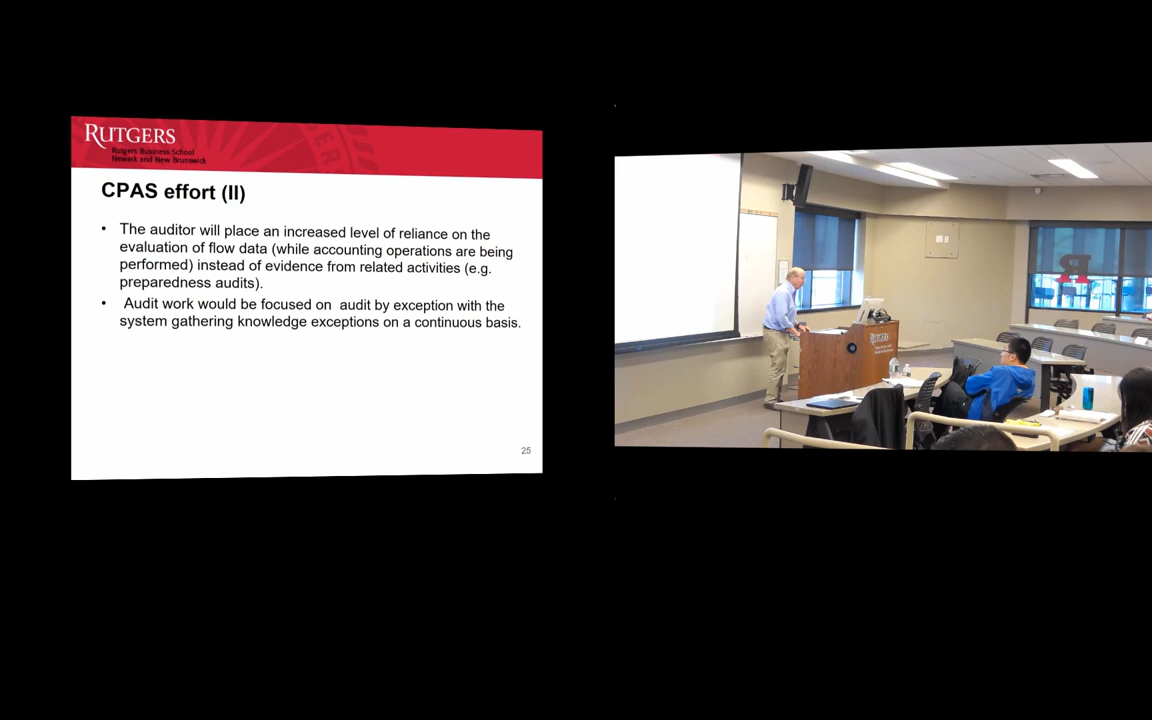 RUTGERS
Rutgers Business School
Newark and New Brunswick
CPAS effort (II)
• The auditor will place an increased level of reliance on the
evaluation of flow data (while accounting operations are being
performed) instead of evidence from related activities (e.g.
preparedness audits).
• Audit work would be focused on  audit by exception with the
system gathering knowledge exceptions on a continuous basis.
25
RUTGERS